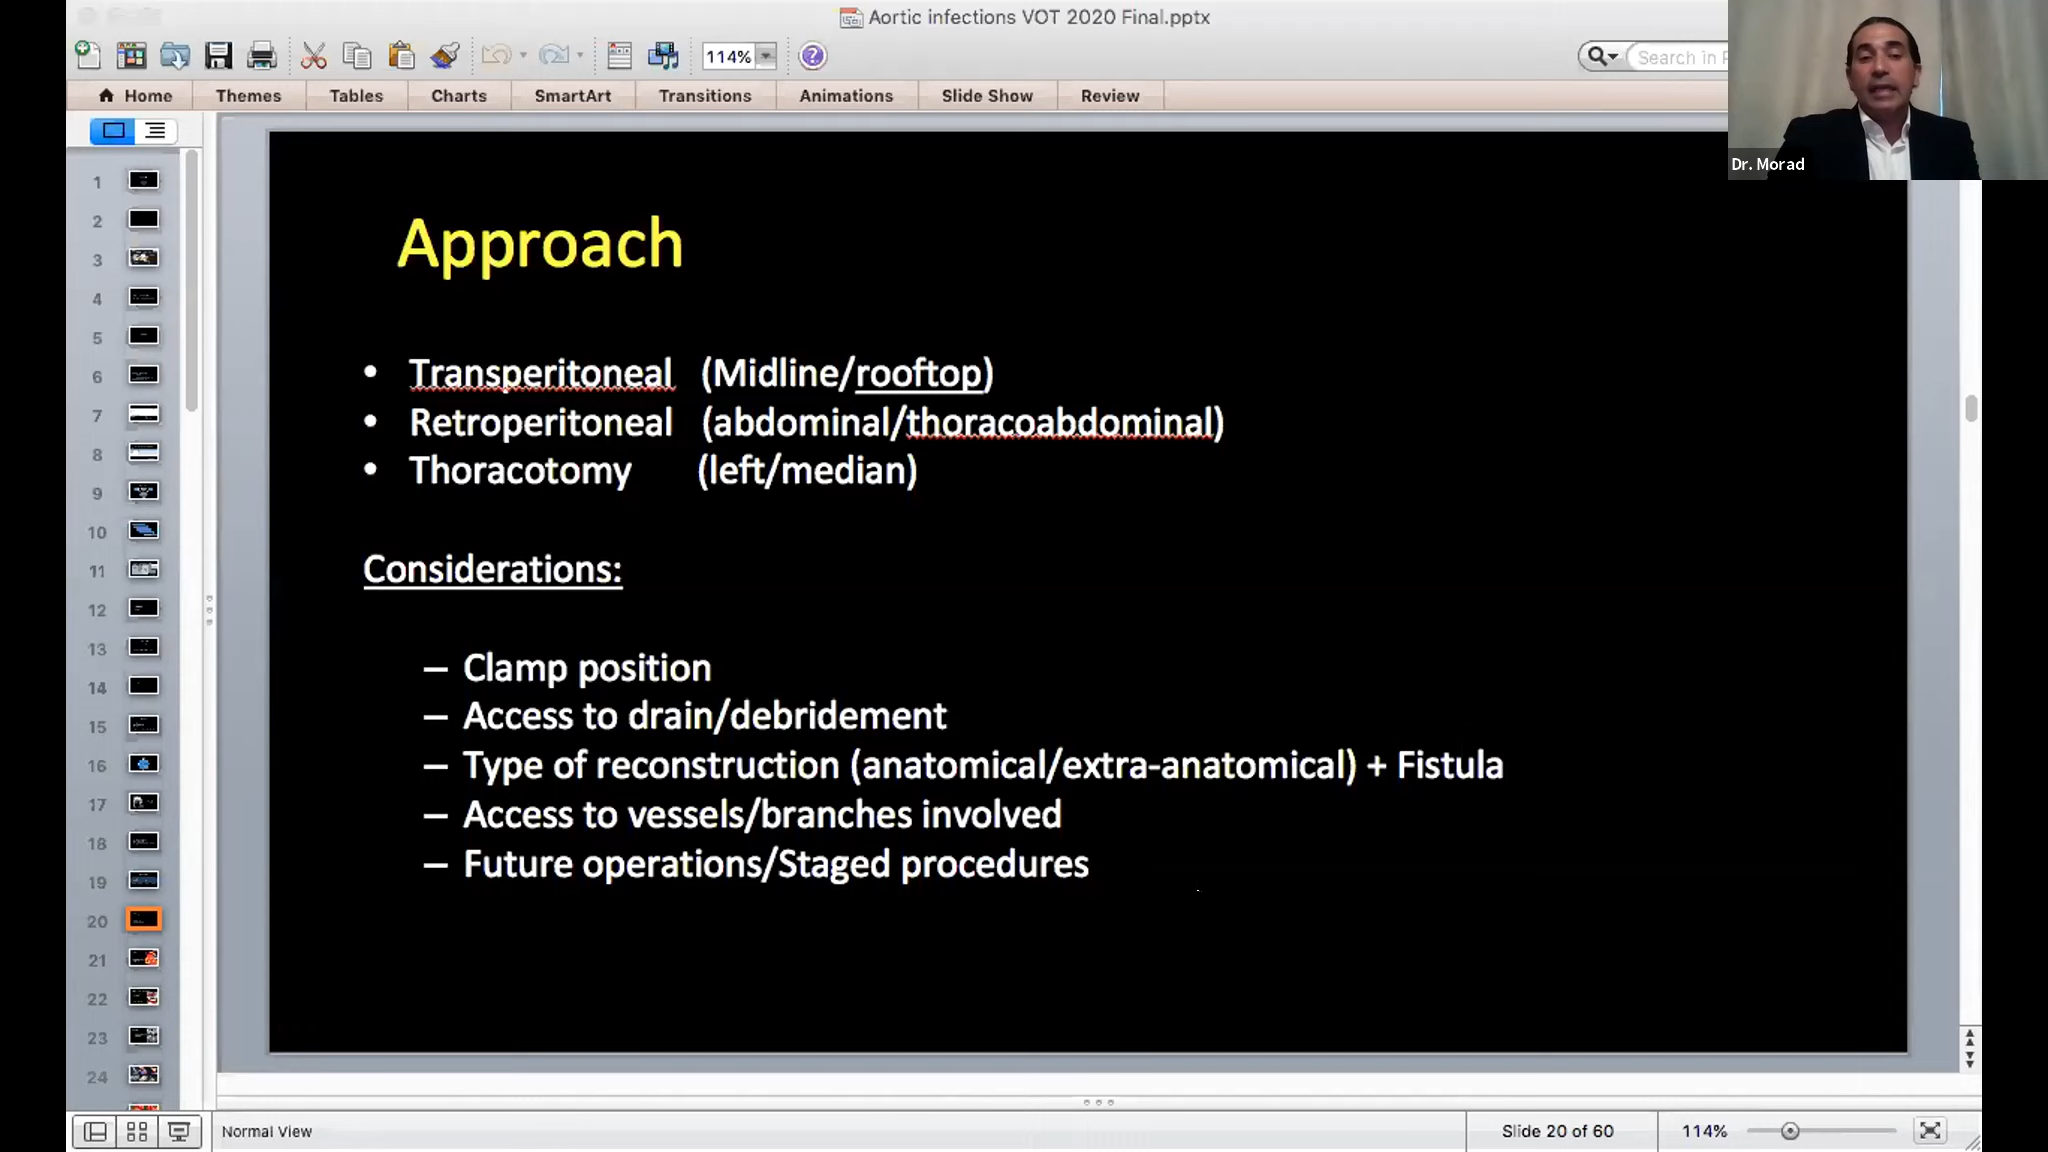 Aortic infections VOT 2020 Final.pptx
114%
Search in
Home Themes Tables Charts SmartArt Transitions Animations Slide Show Review
Dr. Morad
1
2
3
4
5
6
7
8
9
10
11
12
13
14
15
16
17
18
19
20
21
22
23
24
Approach
• Transperitoneal (Midline/rooftop)
• Retroperitoneal (abdominal/thoracoabdominal)
• Thoracotomy (left/median)
Considerations:
– Clamp position
– Access to drain/debridement
– Type of reconstruction (anatomical/extra-anatomical) + Fistula
– Access to vessels/branches involved
– Future operations/Staged procedures
Normal View Slide 20 of 60 114%